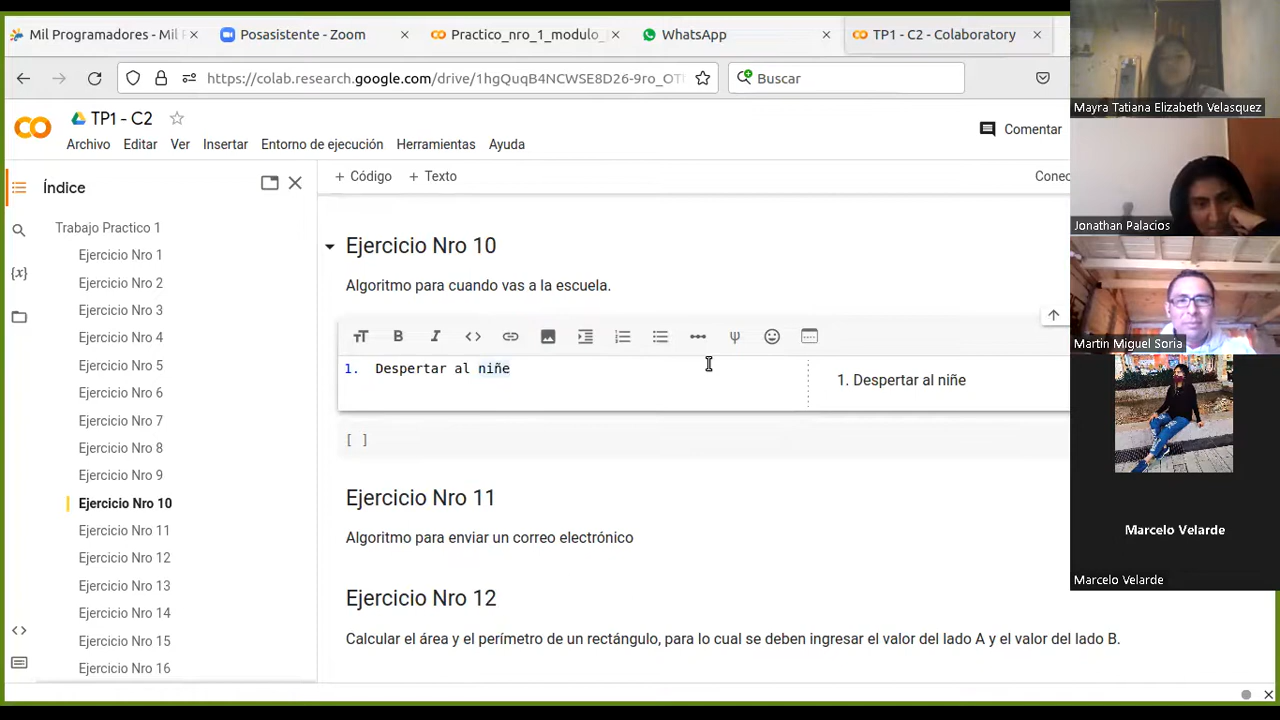 Mil Programadores - Mil P
Posasistente - Zoom
Practico_nro_1_modulo_
WhatsApp
TP1 - C2 - Colaboratory
https://colab.research.google.com/drive/1hgQuqB4NCWSE8D26-9ro_OT
Buscar
Mayra Tatiana Elizabeth Velasquez
CO
TP1 - C2
Comentar
Archivo Editar Ver Insertar Entorno de ejecución Herramientas Ayuda
Índice
+ Código + Texto
Conec
Trabajo Practico 1
Ejercicio Nro 1
Ejercicio Nro 2
Ejercicio Nro 3
Ejercicio Nro 4
Ejercicio Nro 5
Ejercicio Nro 6
Ejercicio Nro 7
Ejercicio Nro 8
Ejercicio Nro 9
Ejercicio Nro 10
Ejercicio Nro 11
Ejercicio Nro 12
Ejercicio Nro 13
Ejercicio Nro 14
Ejercicio Nro 15
Ejercicio Nro 16
{x}
Ejercicio Nro 10
Algoritmo para cuando vas a la escuela.
1. Despertar al niñe
1. Despertar al niñe
[ ]
Ejercicio Nro 11
Algoritmo para enviar un correo electrónico
Ejercicio Nro 12
Calcular el área y el perímetro de un rectángulo, para lo cual se deben ingresar el valor del lado A y el valor del lado B.
Jonathan Palacios
Martin Miguel Soria
Marcelo Velarde
Marcelo Velarde